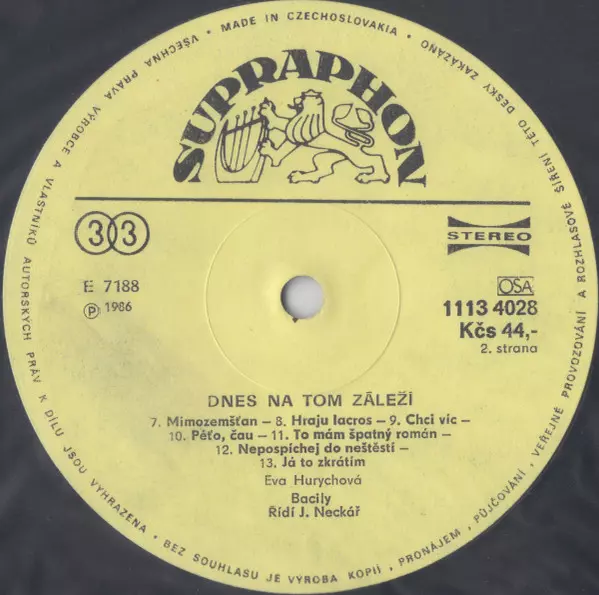 MADE IN CZECHOSLOVAKIA • VŠECHNA PRÁVA VÝROBCE A VLASTNÍKŮ AUTORSKÝCH PRÁV K DÍLU JSOU VYHRAZENA • BEZ SOUHLASU JE VÝROBA KOPIÍ, PRONÁJEM, PŮJČOVÁNÍ, VEŘEJNÉ PROVOZOVÁNÍ A ROZHLASOVÉ ŠÍŘENÍ TÉTO DESKY ZAKÁZÁNO
SUPRAPHON
33
STEREO
E 7188
Ⓟ 1986
OSA
1113 4028
Kčs 44,-
2. strana
DNES NA TOM ZÁLEŽÍ
7. Mimozemšťan – 8. Hraju lacros – 9. Chci víc –
10. Péťo, čau – 11. To mám špatný román –
12. Nepospíchej do neštěstí –
13. Já to zkrátím
Eva Hurychová
Bacily
Řídí J. Neckář